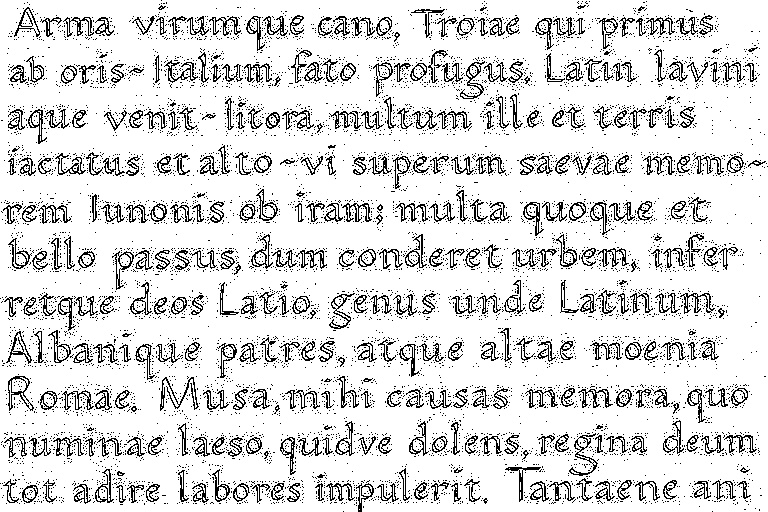 Arma virumque cano, Troiae qui primus
ab oris~Italium, fato profugus, Latin lavini
aque venit~litora, multum ille et terris
iactatus et alto~vi superum saevae memo~
rem Iunonis ob iram; multa quoque et
bello passus, dum conderet urbem, infer
retque deos Latio, genus unde Latinum,
Albanique patres, atque altae moenia
Romae. Musa, mihi causas memora, quo
numinae laeso, quidve dolens, regina deum
tot adire labores impulerit. Tantaene ani